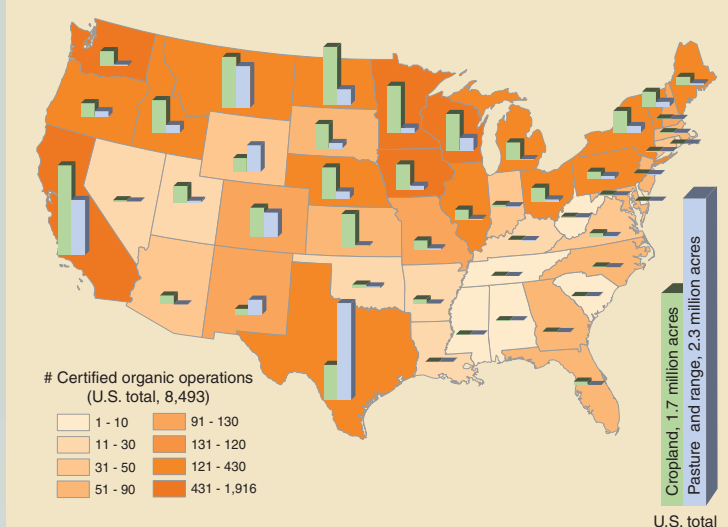 # Certified organic operations
(U.S. total, 8,493)
1 - 10
11 - 30
31 - 50
51 - 90
91 - 130
131 - 120
121 - 430
431 - 1,916
Cropland, 1.7 million acres
Pasture and range, 2.3 million acres
U.S. total